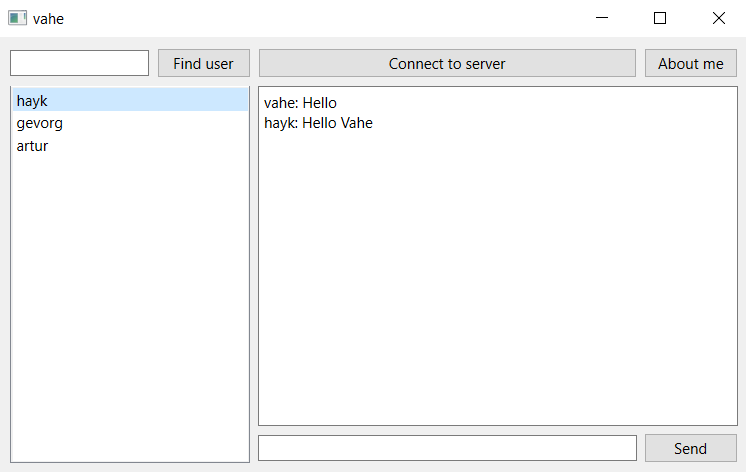 vahe
Find user
Connect to server
About me
hayk
gevorg
artur
vahe: Hello
hayk: Hello Vahe
Send